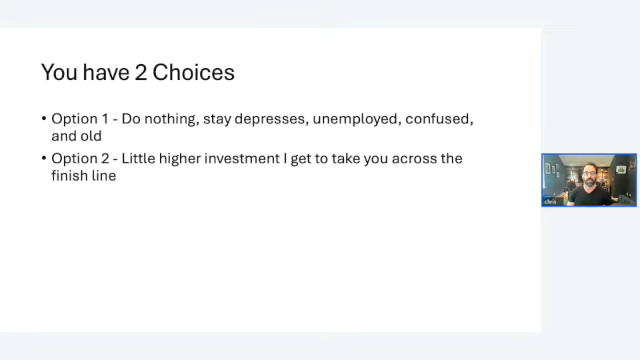 You have 2 Choices
• Option 1 - Do nothing, stay depresses, unemployed, confused,
and old
• Option 2 - Little higher investment I get to take you across the
finish line
chris